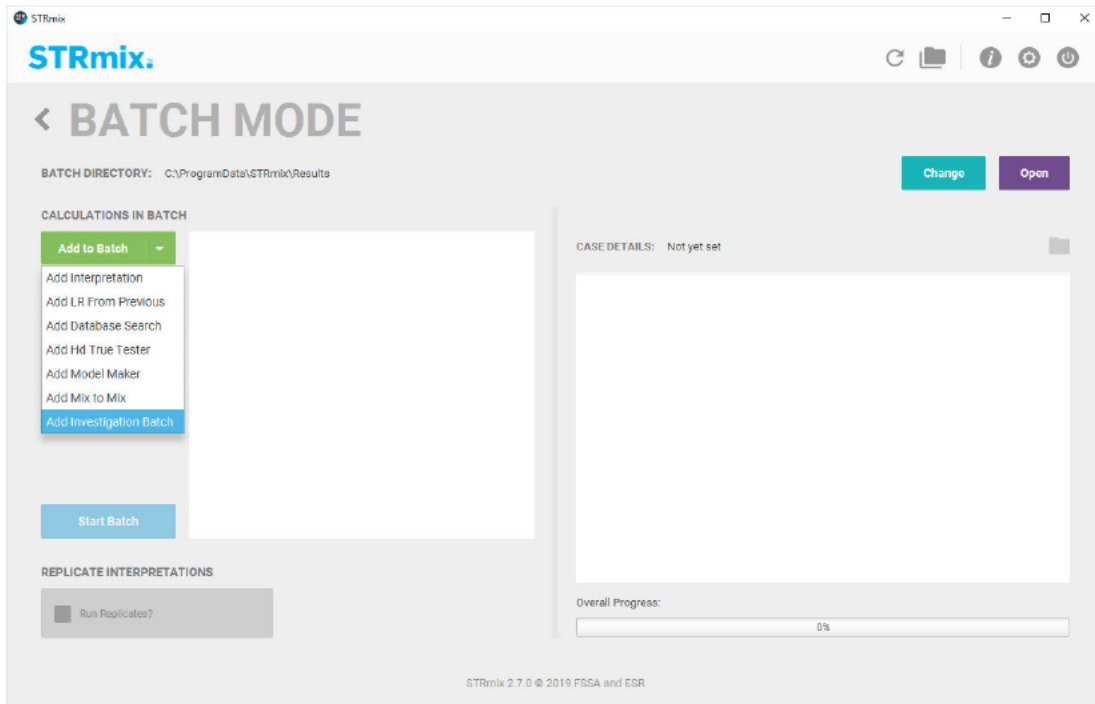 STRmix
STRmix
BATCH MODE
BATCH DIRECTORY: C:\ProgramData\STRmix\Results
Change
Open
CALCULATIONS IN BATCH
Add to Batch
Add Interpretation
Add LR From Previous
Add Database Search
Add Hd True Tester
Add Model Maker
Add Mix to Mix
Add Investigation Batch
Start Batch
REPLICATE INTERPRETATIONS
Run Replicates?
CASE DETAILS: Not yet set
Overall Progress:
0%
STRmix 2.7.0 © 2019 FSSA and ESR